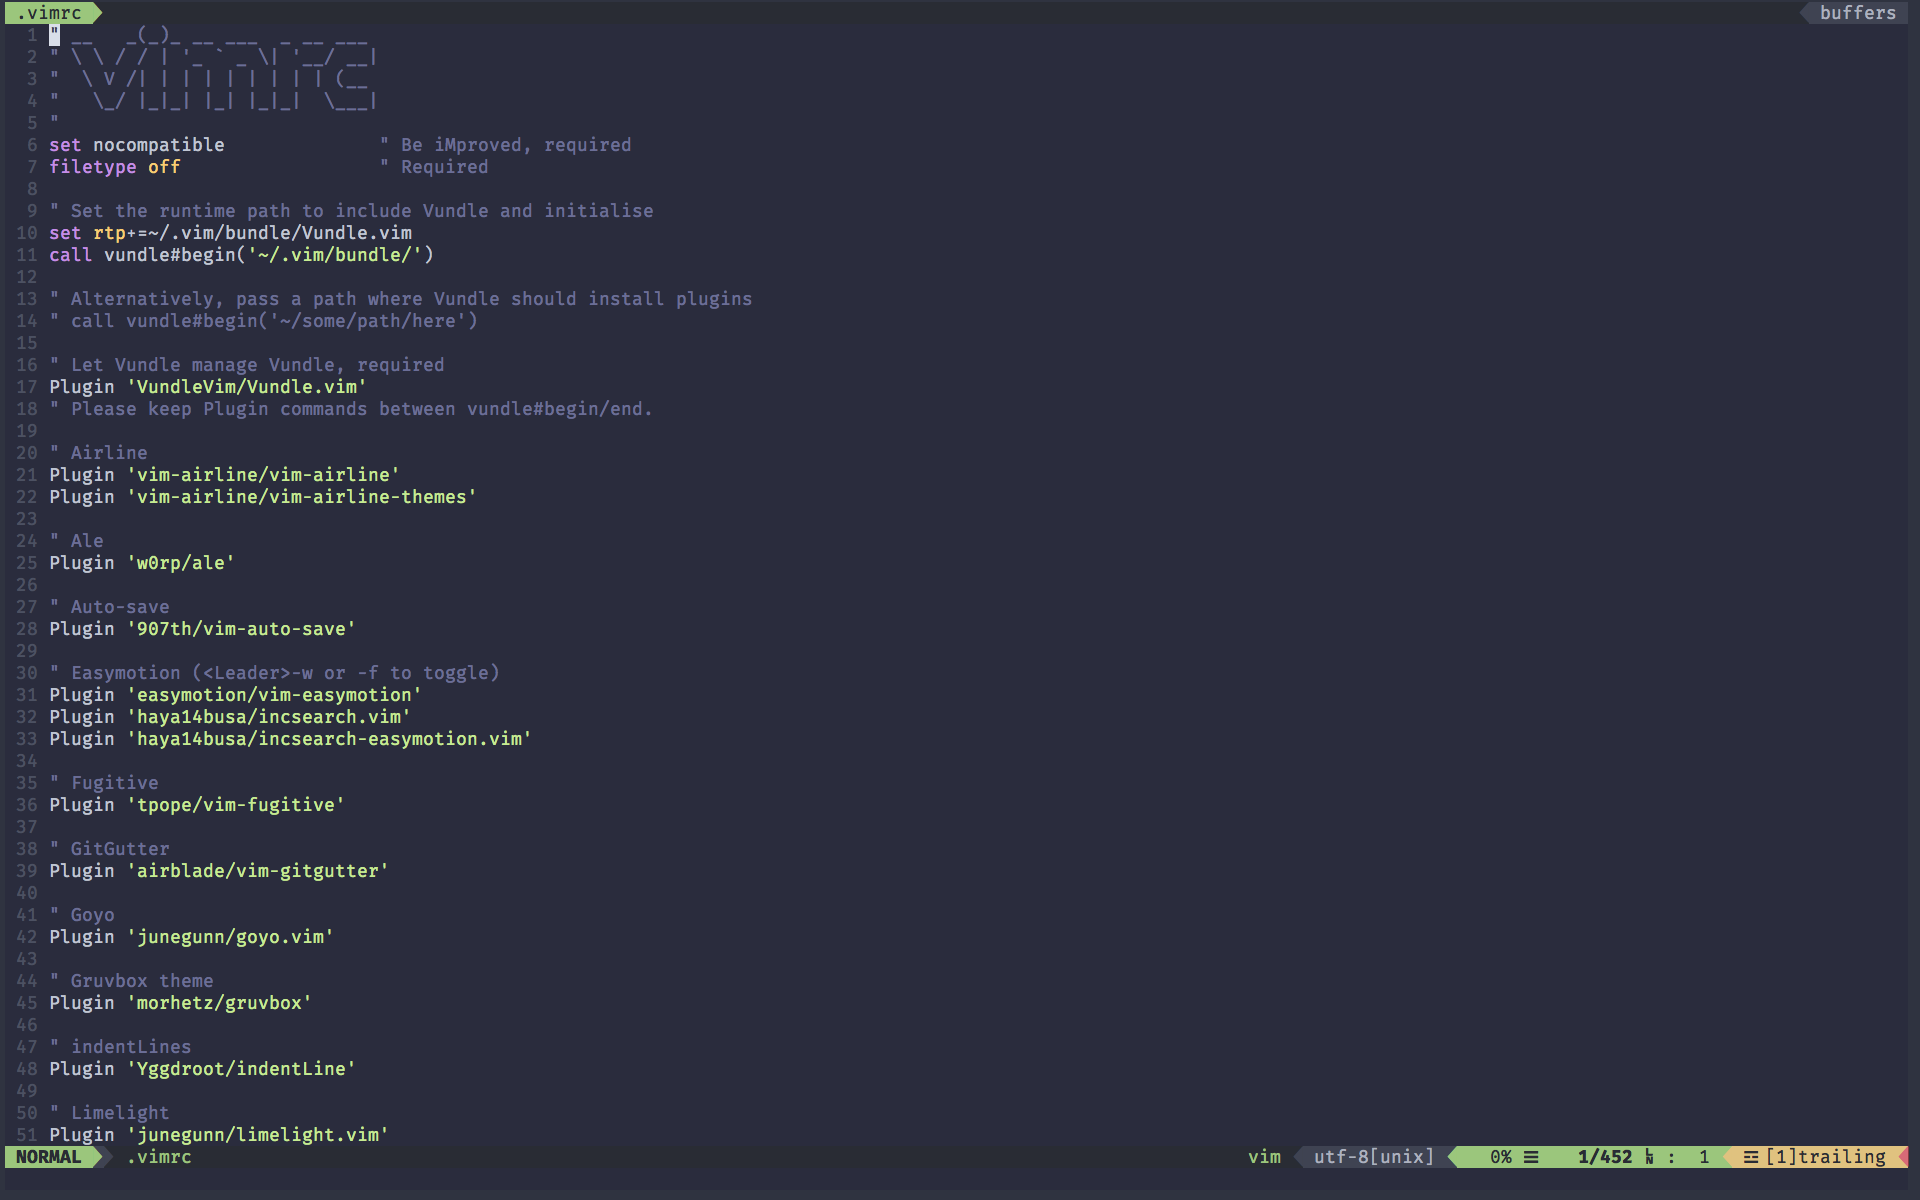 .vimrc buffers
1 " __   _(_)_ __ ___  _ __ ___
2 " \ \ / / | '_ ` _ \| '__/ __|
3 "  \ V /| | | | | | | | | (__
4 "   \_/ |_|_| |_| |_|_|  \___|
5 "
6 set nocompatible              " Be iMproved, required
7 filetype off                  " Required
8
9 " Set the runtime path to include Vundle and initialise
10 set rtp+=~/.vim/bundle/Vundle.vim
11 call vundle#begin('~/.vim/bundle/')
12
13 " Alternatively, pass a path where Vundle should install plugins
14 " call vundle#begin('~/some/path/here')
15
16 " Let Vundle manage Vundle, required
17 Plugin 'VundleVim/Vundle.vim'
18 " Please keep Plugin commands between vundle#begin/end.
19
20 " Airline
21 Plugin 'vim-airline/vim-airline'
22 Plugin 'vim-airline/vim-airline-themes'
23
24 " Ale
25 Plugin 'w0rp/ale'
26
27 " Auto-save
28 Plugin '907th/vim-auto-save'
29
30 " Easymotion (<Leader>-w or -f to toggle)
31 Plugin 'easymotion/vim-easymotion'
32 Plugin 'haya14busa/incsearch.vim'
33 Plugin 'haya14busa/incsearch-easymotion.vim'
34
35 " Fugitive
36 Plugin 'tpope/vim-fugitive'
37
38 " GitGutter
39 Plugin 'airblade/vim-gitgutter'
40
41 " Goyo
42 Plugin 'junegunn/goyo.vim'
43
44 " Gruvbox theme
45 Plugin 'morhetz/gruvbox'
46
47 " indentLines
48 Plugin 'Yggdroot/indentLine'
49
50 " Limelight
51 Plugin 'junegunn/limelight.vim'
NORMAL .vimrc vim utf-8[unix] 0% ☰ 1/452 ㏑ : 1 ☲ [1]trailing